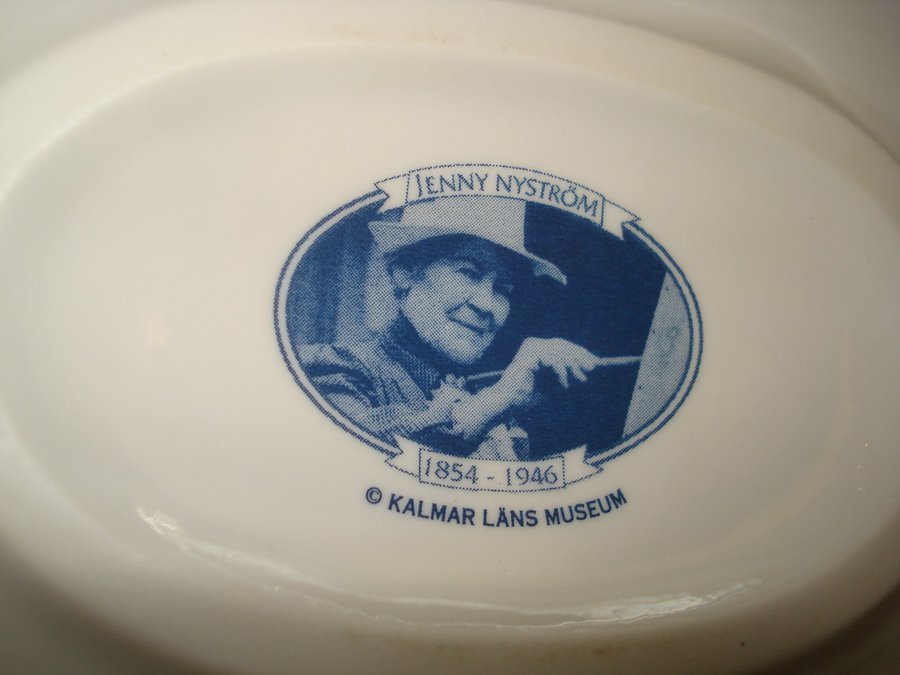 JENNY NYSTRÖM
1854 - 1946
© KALMAR LÄNS MUSEUM